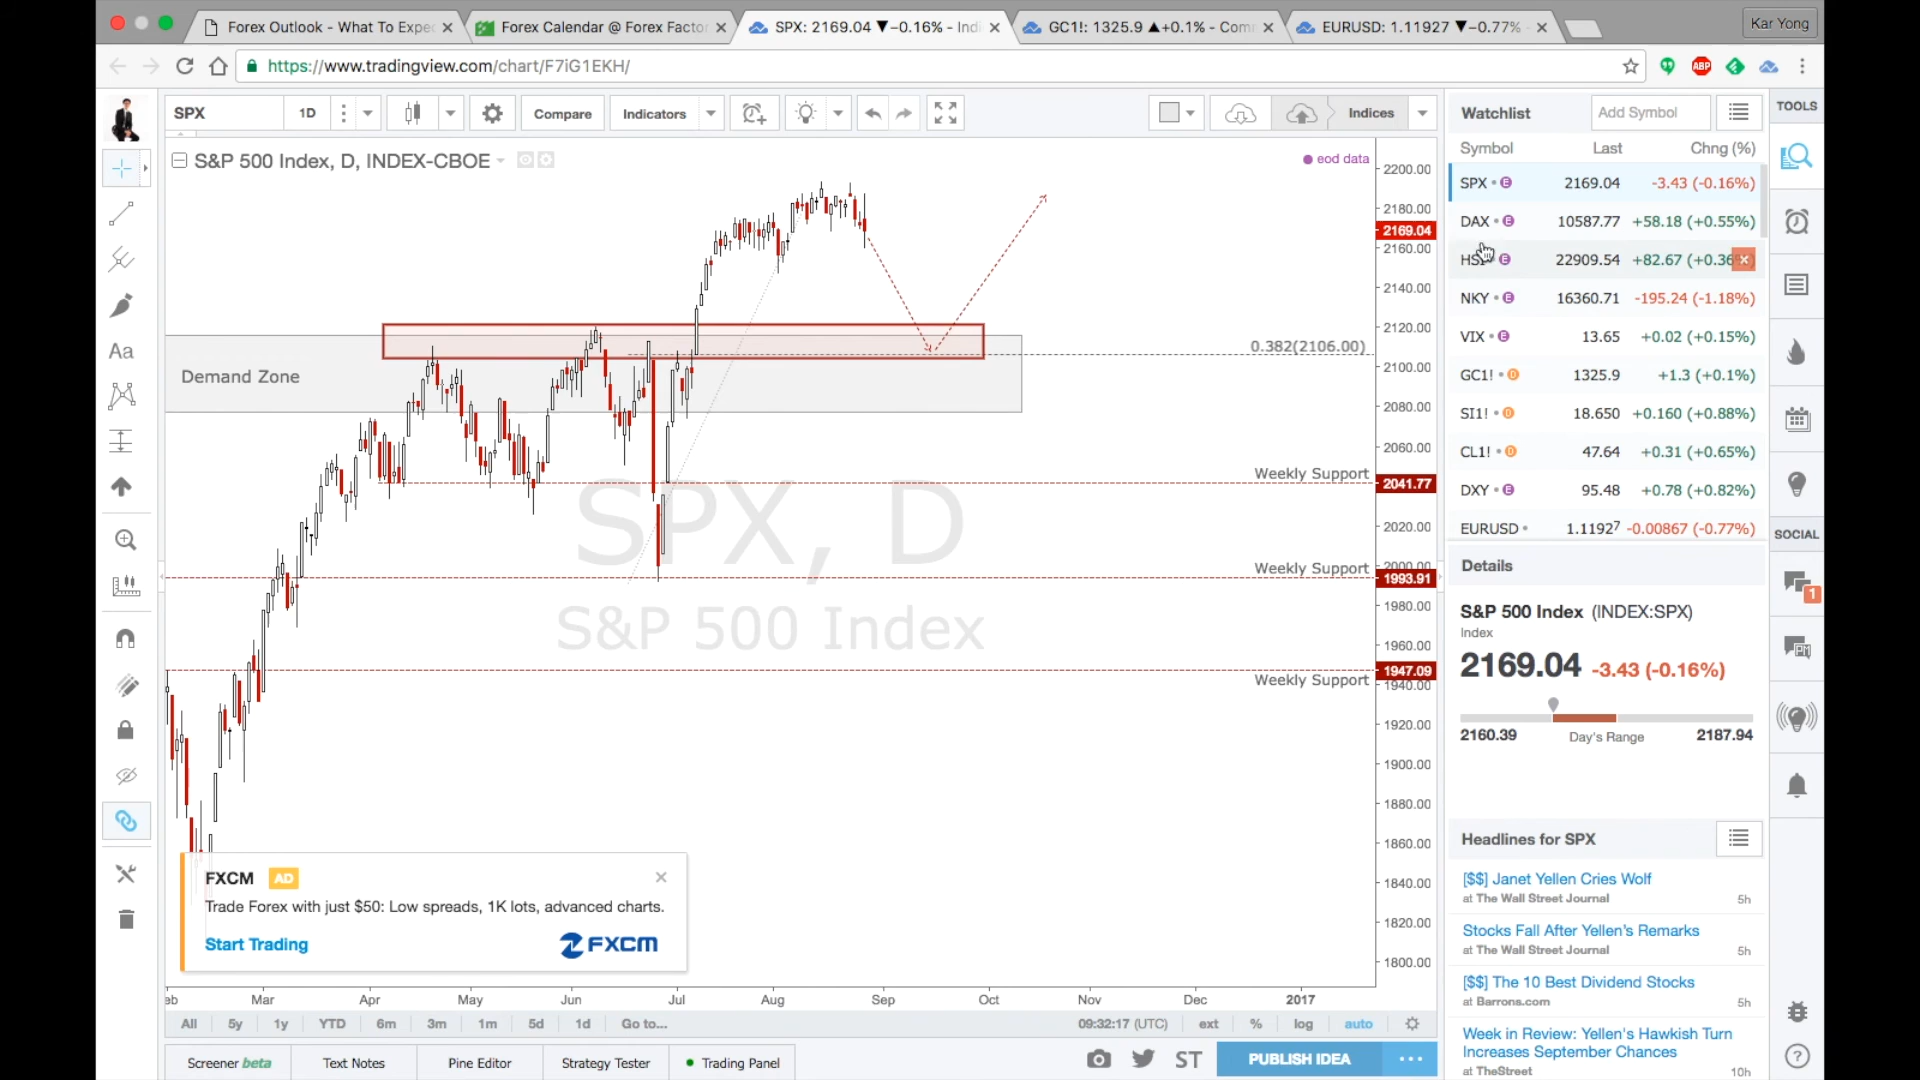 Forex Outlook - What To Expec
Forex Calendar @ Forex Factor
SPX: 2169.04 ▼−0.16% - Indi
GC1!: 1325.9 ▲+0.1% - Com
EURUSD: 1.11927 ▼−0.77% -
Kar Yong
https://www.tradingview.com/chart/F7iG1EKH/
ABP
SPX
1D
Compare
Indicators
Indices
Watchlist
Add Symbol
TOOLS
S&P 500 Index, D, INDEX-CBOE
eod data
Symbol Last Chng (%)
SPX 2169.04 -3.43 (-0.16%)
DAX 10587.77 +58.18 (+0.55%)
22909.54 +82.67 (+0.36
NKY 16360.71 -195.24 (-1.18%)
VIX 13.65 +0.02 (+0.15%)
GC1! 1325.9 +1.3 (+0.1%)
SI1! 18.650 +0.160 (+0.88%)
CL1! 47.64 +0.31 (+0.65%)
DXY 95.48 +0.78 (+0.82%)
EURUSD 1.11927 -0.00867 (-0.77%)
SOCIAL
1
Aa
2200.00
2180.00
2169.04
2160.00
2140.00
2120.00
0.382(2106.00)
2100.00
Demand Zone
2080.00
2060.00
Weekly Support
2041.77
2020.00
2000.00
Weekly Support
1993.91
1980.00
1960.00
1947.09
Weekly Support
1940.00
1920.00
1900.00
1880.00
1860.00
1840.00
1820.00
1800.00
SPX, D
S&P 500 Index
Details
S&P 500 Index (INDEX:SPX)
Index
2169.04 -3.43 (-0.16%)
2160.39 Day's Range 2187.94
Headlines for SPX
[$$] Janet Yellen Cries Wolf
at The Wall Street Journal 5h
Stocks Fall After Yellen's Remarks
at The Wall Street Journal 5h
[$$] The 10 Best Dividend Stocks
at Barrons.com 5h
Week in Review: Yellen's Hawkish Turn
Increases September Chances
at TheStreet 10h
FXCM AD
Trade Forex with just $50: Low spreads, 1K lots, advanced charts.
Start Trading
FXCM
eb Mar Apr May Jun Jul Aug Sep Oct Nov Dec 2017
All 5y 1y YTD 6m 3m 1m 5d 1d Go to...
09:32:17 (UTC) ext % log auto
Screener beta Text Notes Pine Editor Strategy Tester Trading Panel
ST
PUBLISH IDEA